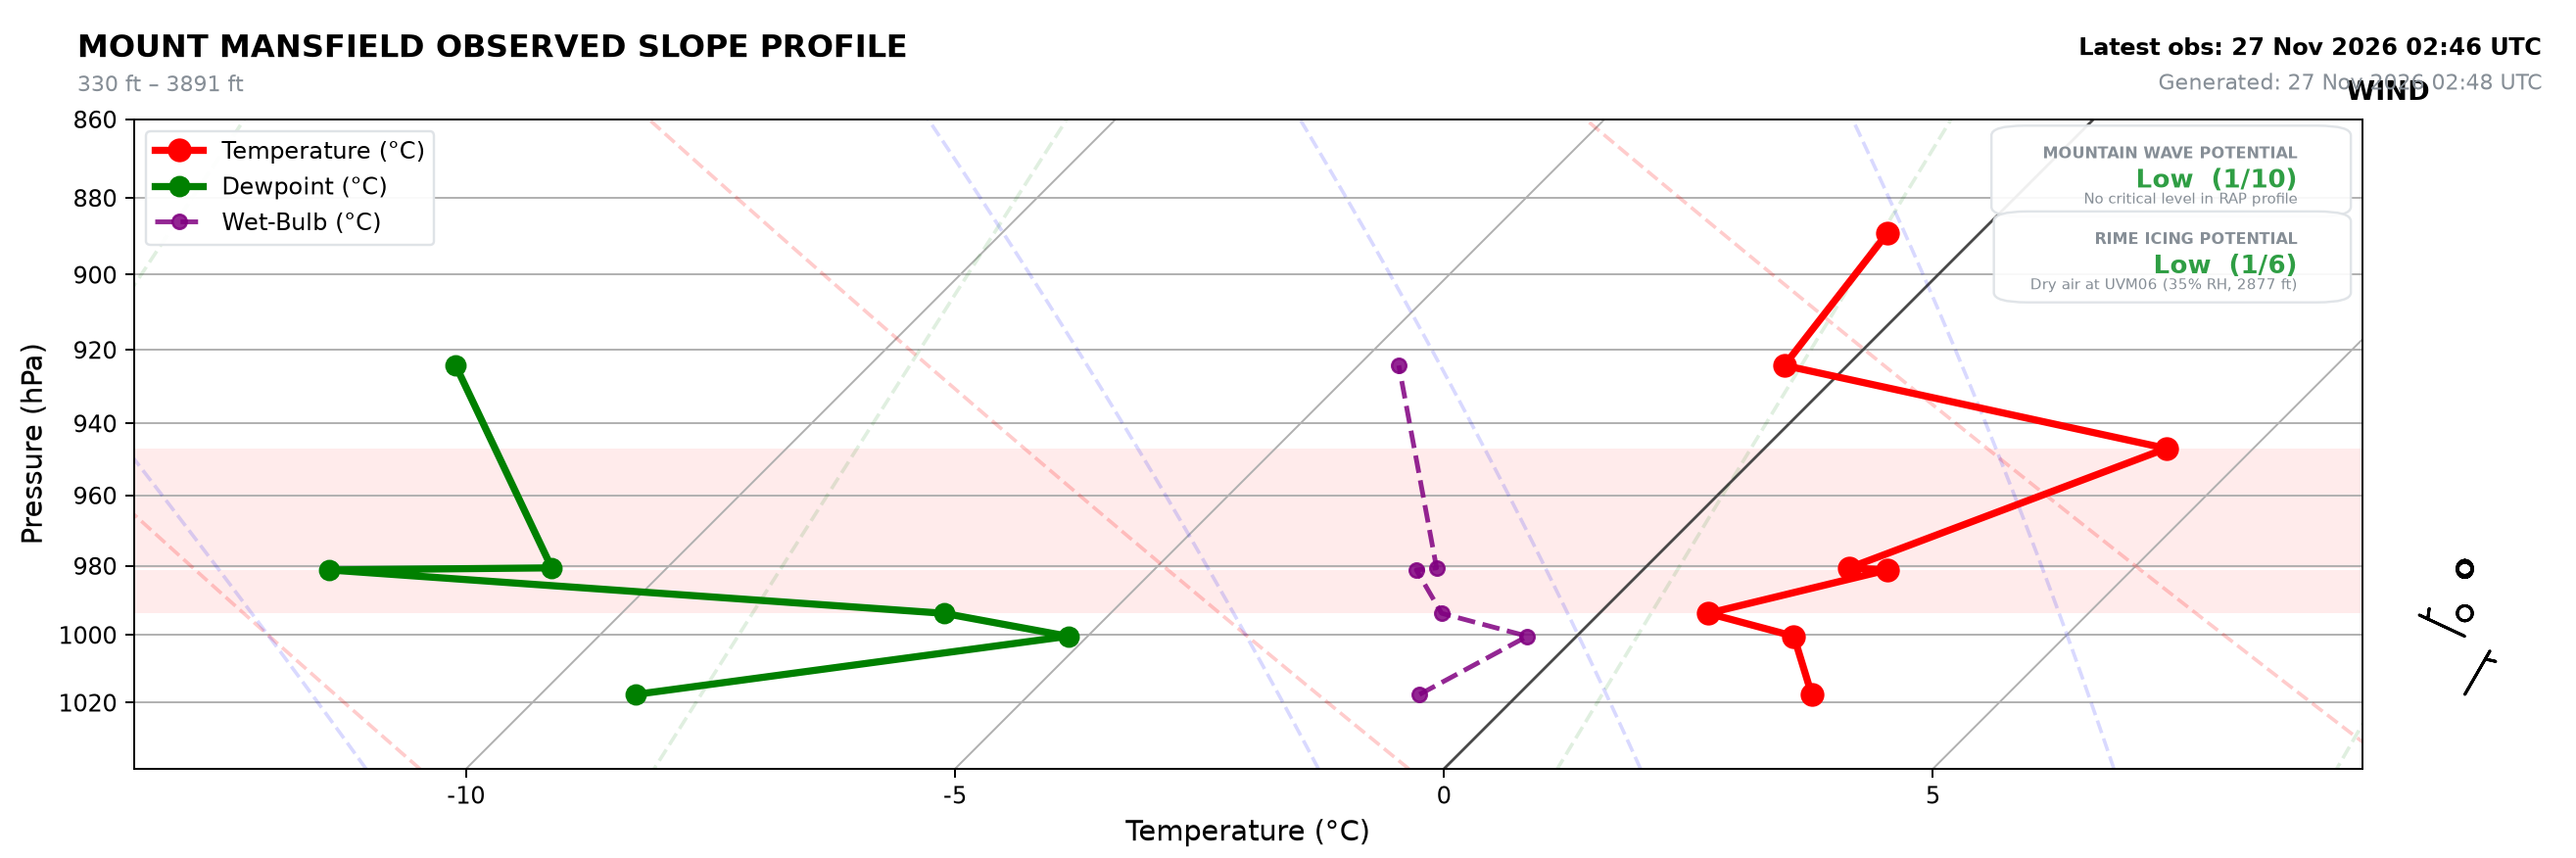 MOUNT MANSFIELD OBSERVED SLOPE PROFILE
330 ft – 3891 ft
Latest obs: 27 Nov 2026 02:46 UTC
Generated: 27 Nov 2026 02:48 UTC
WIND
Temperature (°C)
Dewpoint (°C)
Wet-Bulb (°C)
MOUNTAIN WAVE POTENTIAL
Low (1/10)
No critical level in RAP profile
RIME ICING POTENTIAL
Low (1/6)
Dry air at UVM06 (35% RH, 2877 ft)
Pressure (hPa)
860
880
900
920
940
960
980
1000
1020
-10
-5
0
5
Temperature (°C)